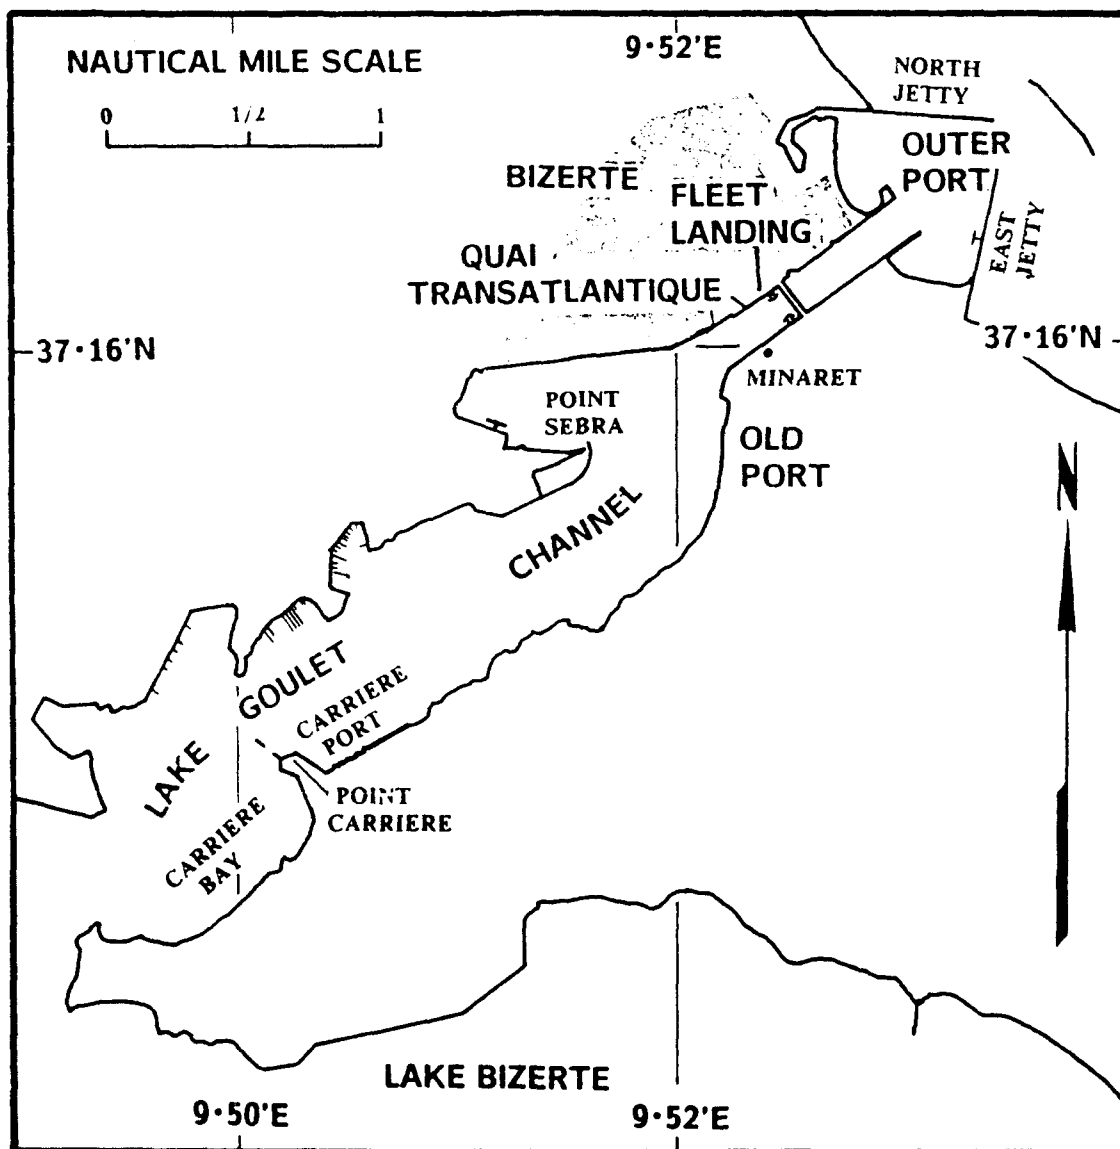 NAUTICAL MILE SCALE
0 1/2 1
9·52'E
NORTH
JETTY
OUTER
PORT
BIZERTE
FLEET
LANDING
EAST
JETTY
QUAI
TRANSATLANTIQUE
37·16'N
37·16'N
MINARET
POINT
SEBRA
OLD
PORT
N
CHANNEL
GOULET
CARRIERE
PORT
LAKE
POINT
CARRIERE
CARRIERE
BAY
LAKE BIZERTE
9·50'E
9·52'E